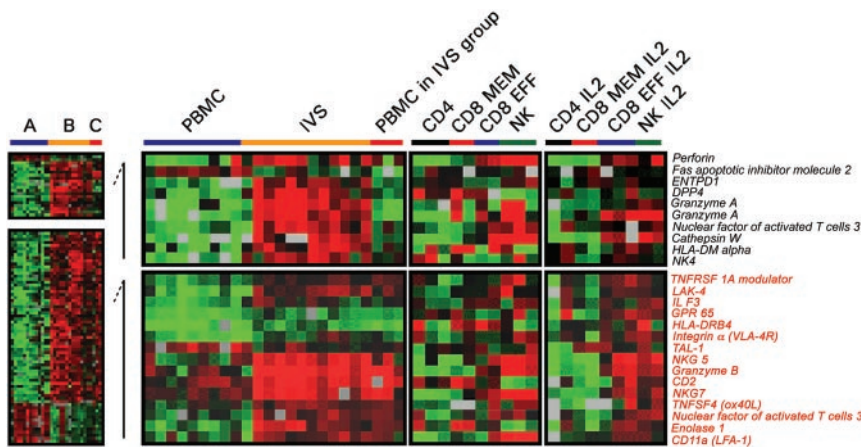 A B C
PBMC
IVS
PBMC in IVS group
CD4
CD8 MEM
CD8 EFF
NK
CD4 IL2
CD8 MEM IL2
CD8 EFF IL2
NK IL2
Perforin
Fas apoptotic inhibitor molecule 2
ENTPD1
DPP4
Granzyme A
Granzyme A
Nuclear factor of activated T cells 3
Cathepsin W
HLA-DM alpha
NK4
TNFRSF 1A modulator
LAK-4
IL F3
GPR 65
HLA-DRB4
Integrin α (VLA-4R)
TAL-1
NKG 5
Granzyme B
CD2
NKG7
TNFSF4 (ox40L)
Nuclear factor of activated T cells 3
Enolase 1
CD11a (LFA-1)